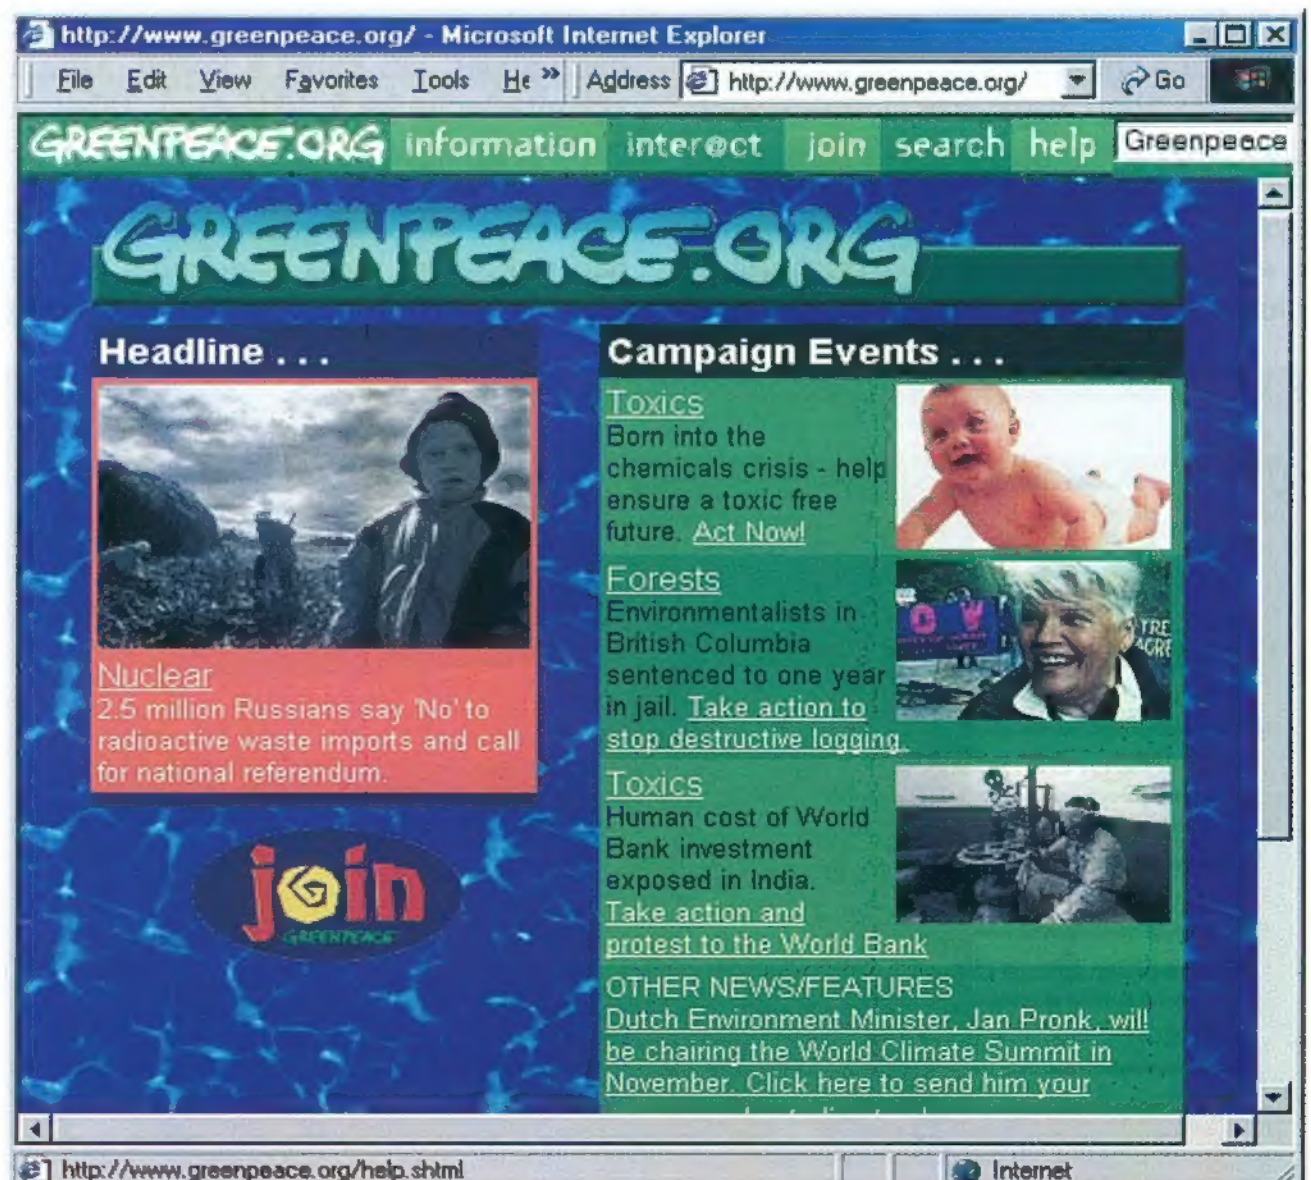 http://www.greenpeace.org/ - Microsoft Internet Explorer
File Edit View Favorites Tools He » Address http://www.greenpeace.org/ Go
GREENPEACE.ORG information inter@ct join search help Greenpeace
GREENPEACE.ORG
Headline . . .
Nuclear
2.5 million Russians say 'No' to
radioactive waste imports and call
for national referendum.
join
GREENPEACE
Campaign Events . . .
Toxics
Born into the
chemicals crisis - help
ensure a toxic free
future. Act Now!
Forests
Environmentalists in
British Columbia
sentenced to one year
in jail. Take action to
stop destructive logging.
Toxics
Human cost of World
Bank investment
exposed in India.
Take action and
protest to the World Bank
OTHER NEWS/FEATURES
Dutch Environment Minister, Jan Pronk, will
be chairing the World Climate Summit in
November. Click here to send him your
http://www.greenpeace.org/help.shtml Internet